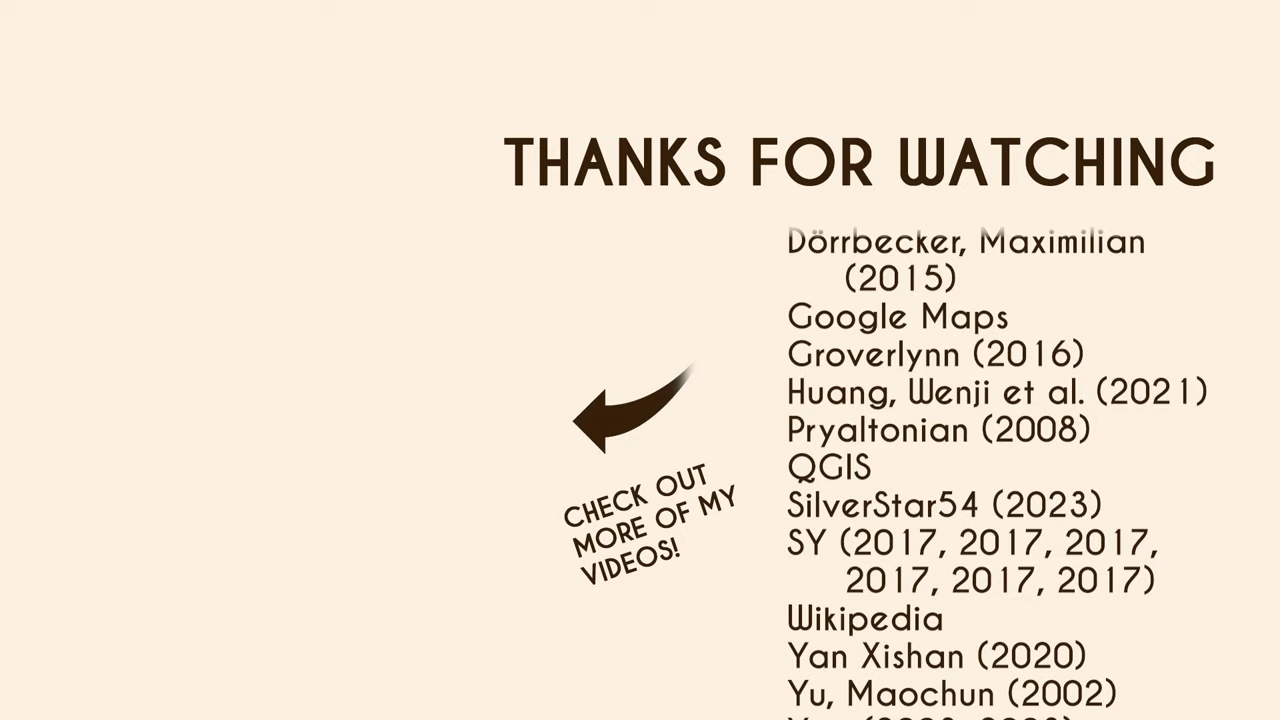 THANKS FOR WATCHING
Dörrbecker, Maximilian
(2015)
Google Maps
Groverlynn (2016)
Huang, Wenji et al. (2021)
Pryaltonian (2008)
QGIS
SilverStar54 (2023)
SY (2017, 2017, 2017,
2017, 2017, 2017)
Wikipedia
Yan Xishan (2020)
Yu, Maochun (2002)
CHECK OUT
MORE OF MY
VIDEOS!